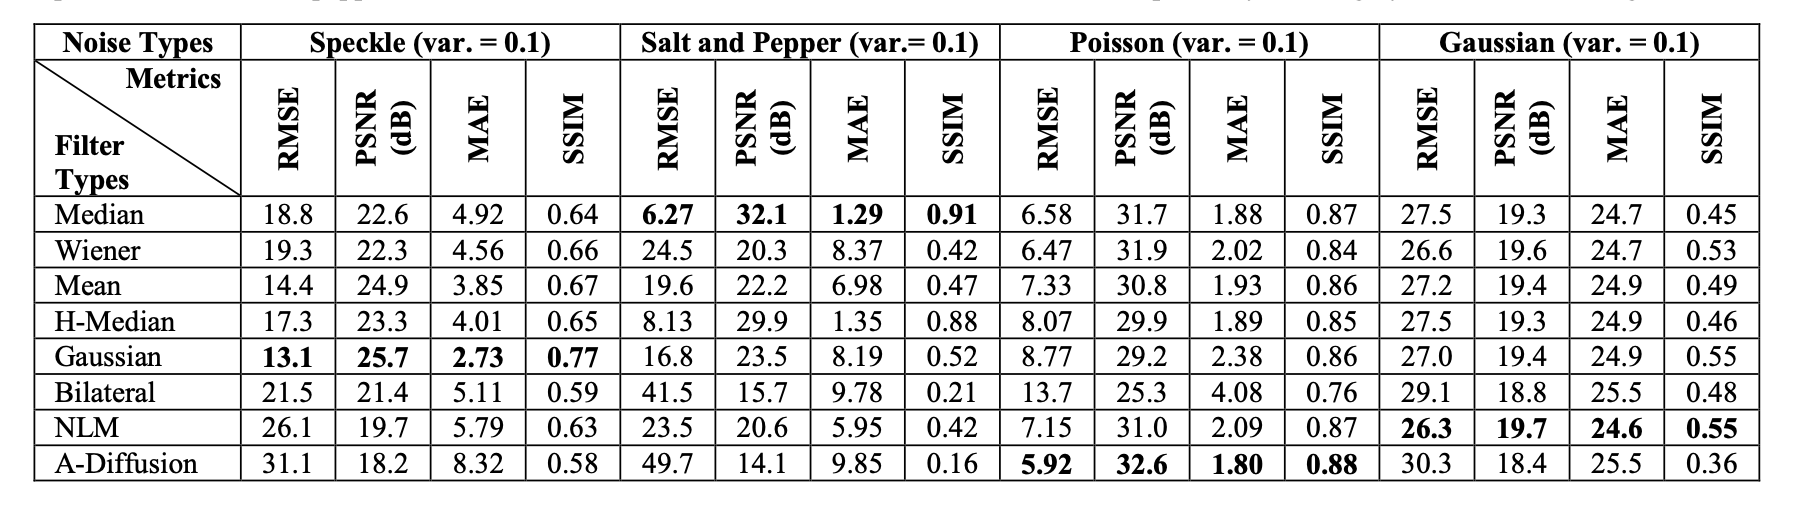 Noise Types Speckle (var. = 0.1) Salt and Pepper (var.= 0.1) Poisson (var. = 0.1) Gaussian (var. = 0.1)
Metrics
Filter
Types
RMSE PSNR (dB) MAE SSIM RMSE PSNR (dB) MAE SSIM RMSE PSNR (dB) MAE SSIM RMSE PSNR (dB) MAE SSIM
Median 18.8 22.6 4.92 0.64 6.27 32.1 1.29 0.91 6.58 31.7 1.88 0.87 27.5 19.3 24.7 0.45
Wiener 19.3 22.3 4.56 0.66 24.5 20.3 8.37 0.42 6.47 31.9 2.02 0.84 26.6 19.6 24.7 0.53
Mean 14.4 24.9 3.85 0.67 19.6 22.2 6.98 0.47 7.33 30.8 1.93 0.86 27.2 19.4 24.9 0.49
H-Median 17.3 23.3 4.01 0.65 8.13 29.9 1.35 0.88 8.07 29.9 1.89 0.85 27.5 19.3 24.9 0.46
Gaussian 13.1 25.7 2.73 0.77 16.8 23.5 8.19 0.52 8.77 29.2 2.38 0.86 27.0 19.4 24.9 0.55
Bilateral 21.5 21.4 5.11 0.59 41.5 15.7 9.78 0.21 13.7 25.3 4.08 0.76 29.1 18.8 25.5 0.48
NLM 26.1 19.7 5.79 0.63 23.5 20.6 5.95 0.42 7.15 31.0 2.09 0.87 26.3 19.7 24.6 0.55
A-Diffusion 31.1 18.2 8.32 0.58 49.7 14.1 9.85 0.16 5.92 32.6 1.80 0.88 30.3 18.4 25.5 0.36